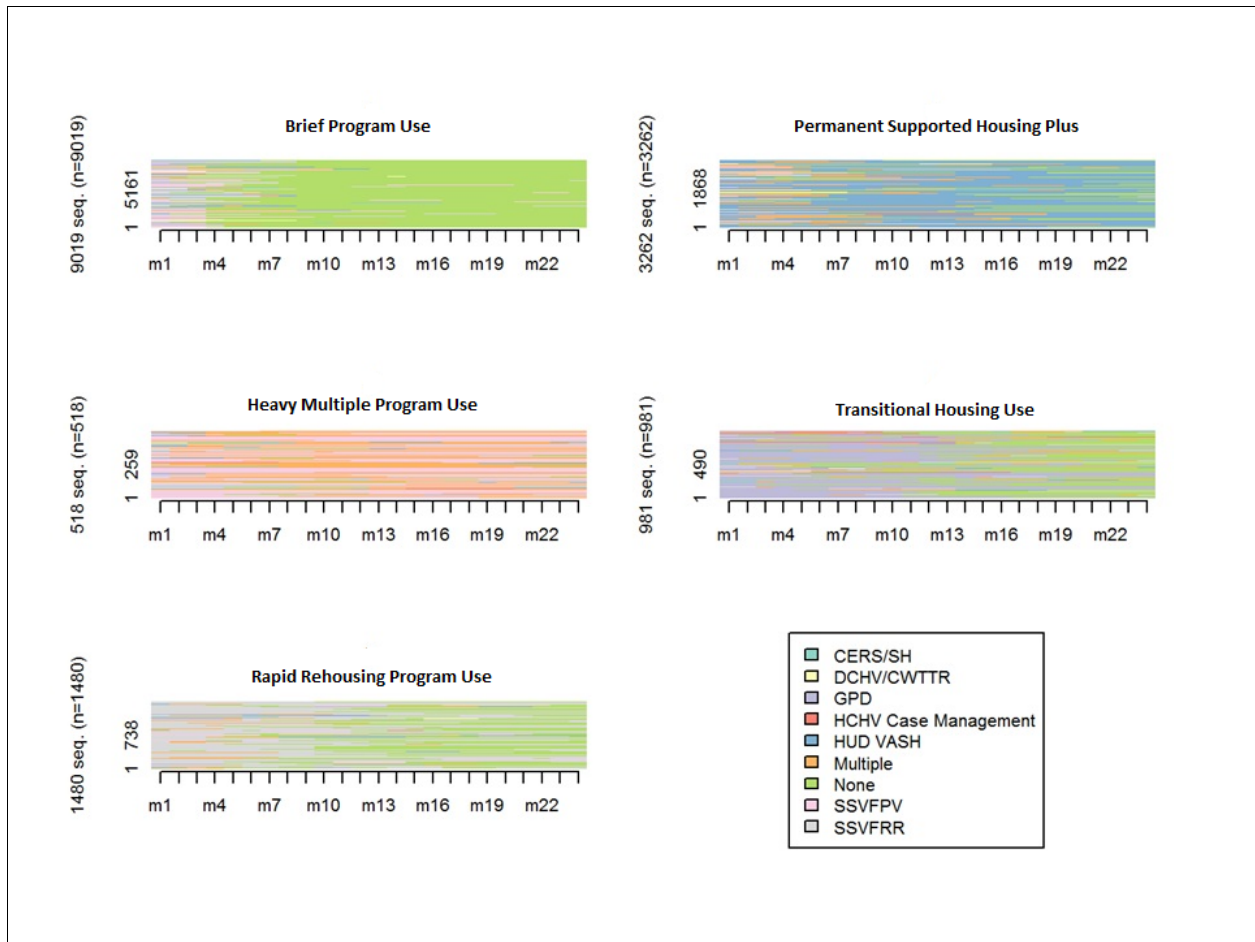 Brief Program Use
9019 seq. (n=9019)
1 5161
m1 m4 m7 m10 m13 m16 m19 m22
Permanent Supported Housing Plus
3262 seq. (n=3262)
1 1868
m1 m4 m7 m10 m13 m16 m19 m22
Heavy Multiple Program Use
518 seq. (n=518)
1 259
m1 m4 m7 m10 m13 m16 m19 m22
Transitional Housing Use
981 seq. (n=981)
1 490
m1 m4 m7 m10 m13 m16 m19 m22
Rapid Rehousing Program Use
1480 seq. (n=1480)
1 738
m1 m4 m7 m10 m13 m16 m19 m22
CERS/SH
DCHV/CWTTR
GPD
HCHV Case Management
HUD VASH
Multiple
None
SSVFPV
SSVFRR